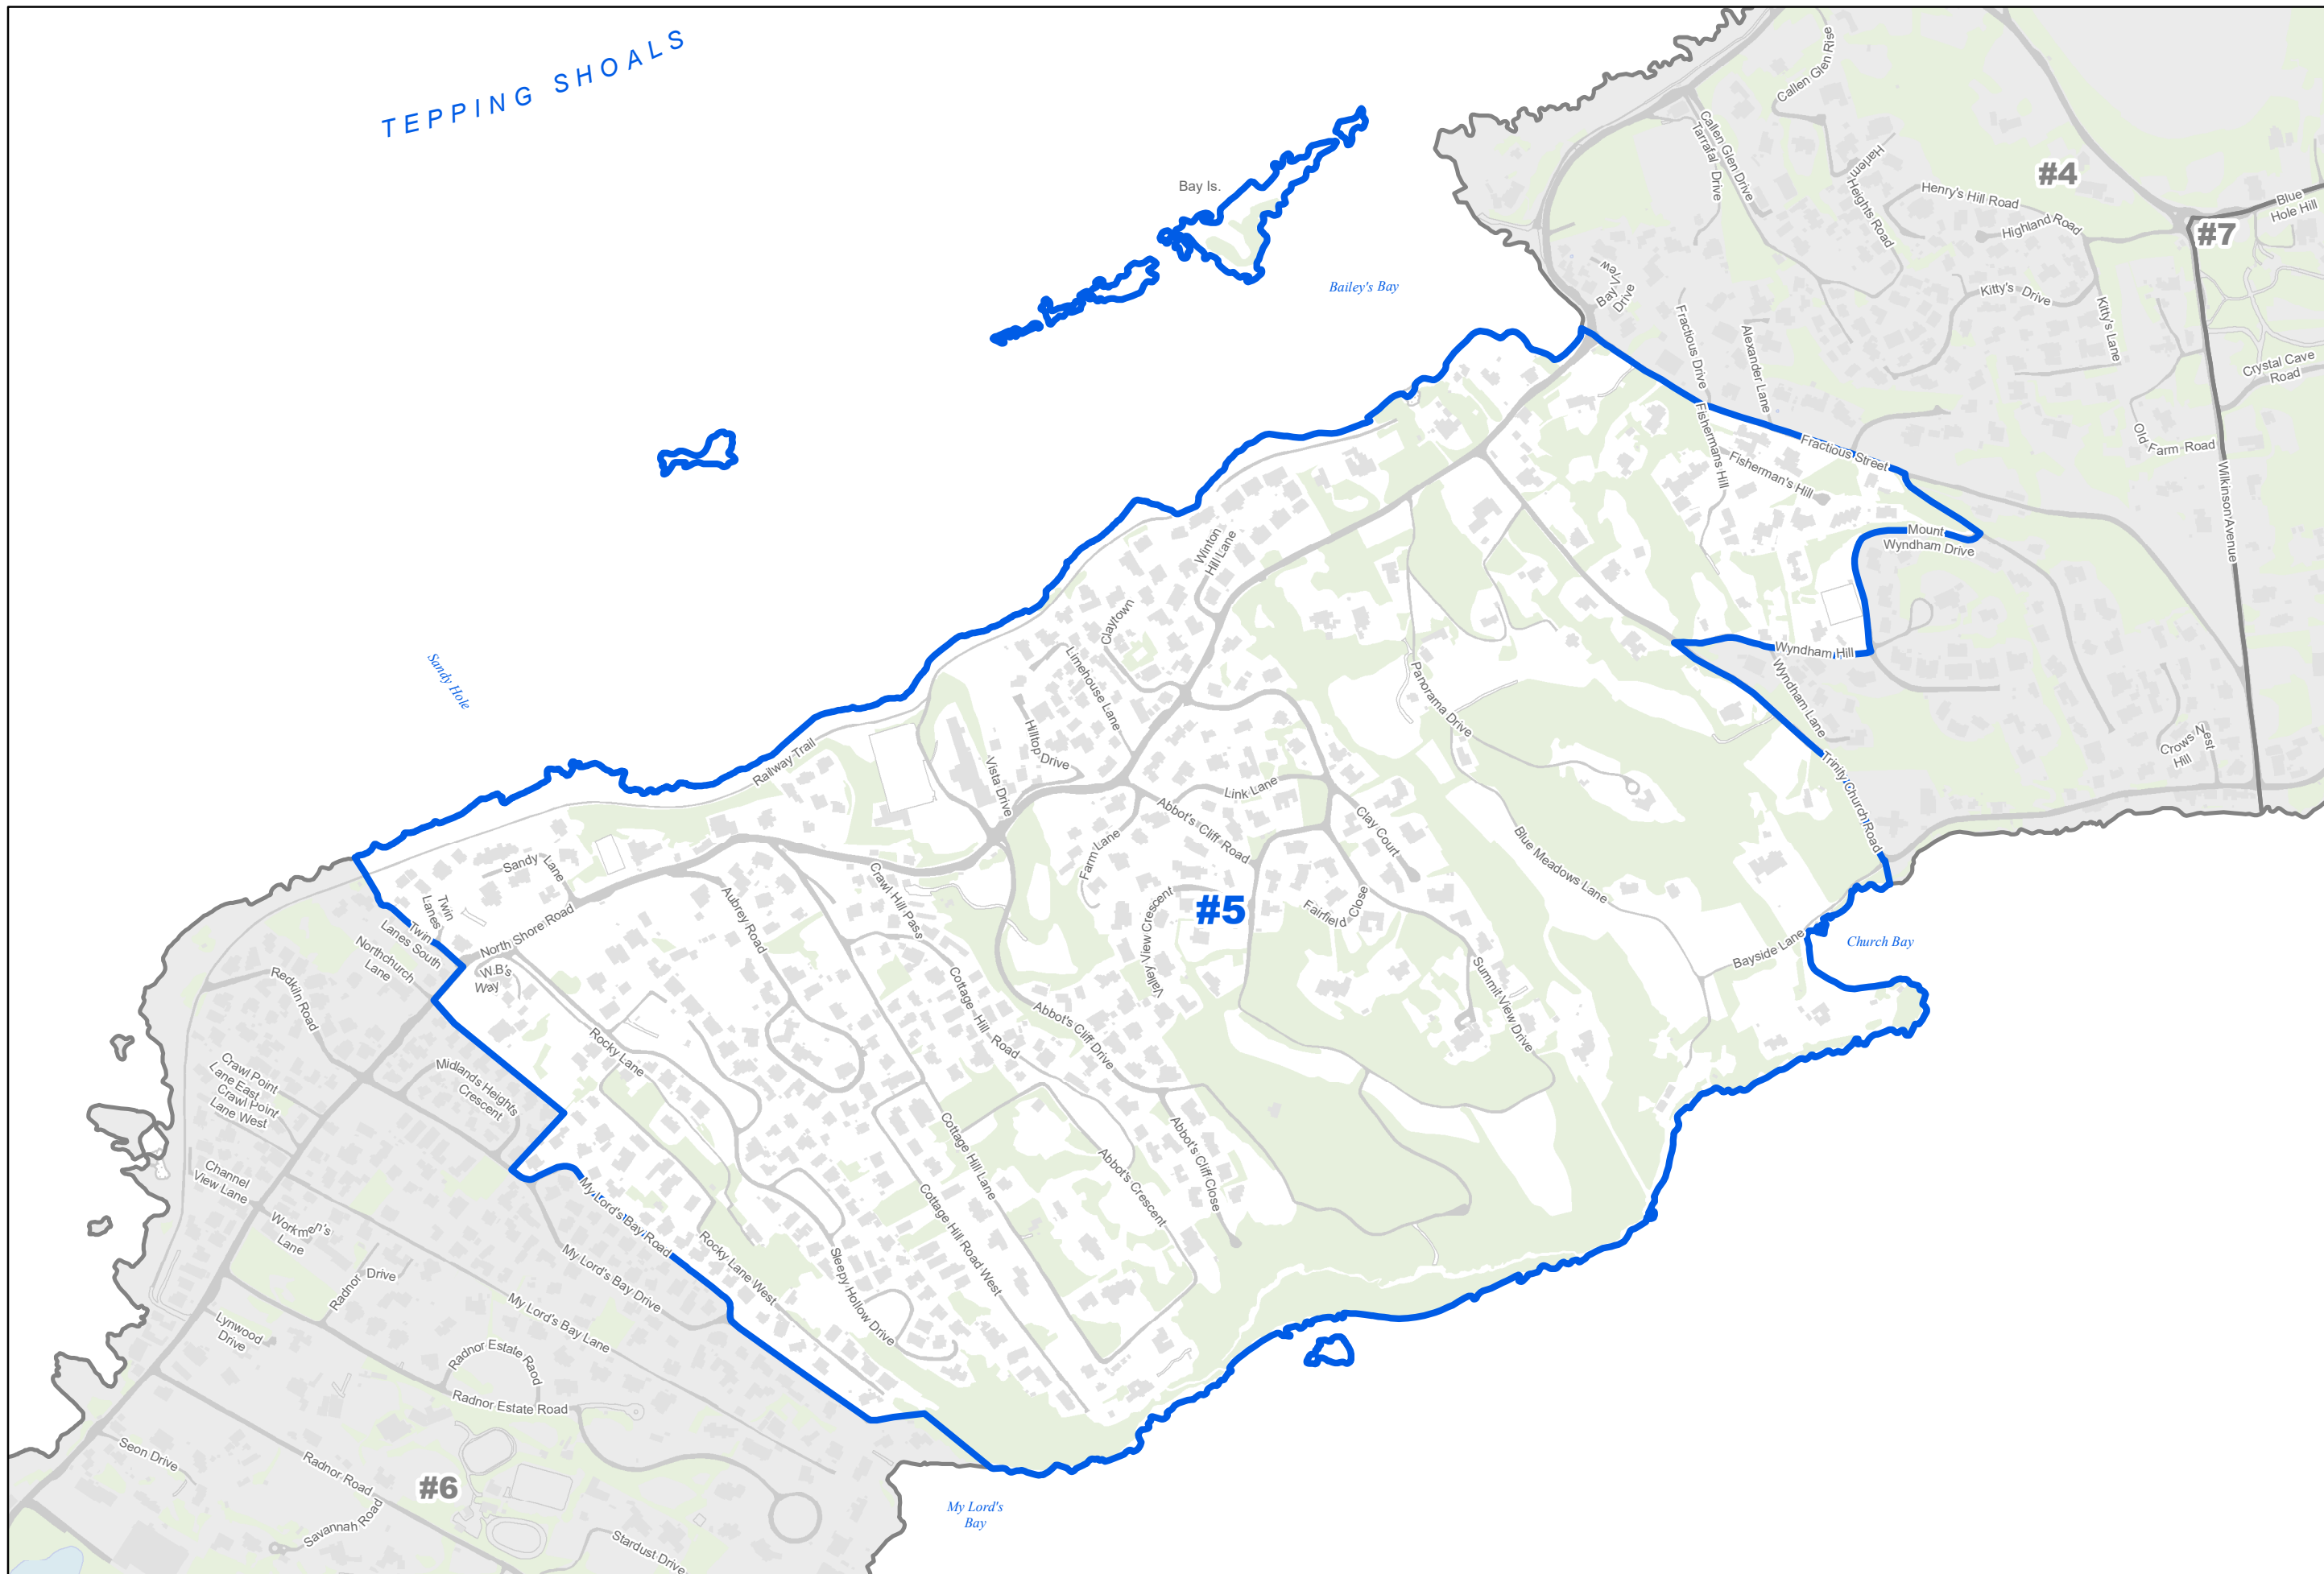 TEPPING SHOALS
Callen Glen Rise
Callen Glen Drive
Tarrafal Drive
Harlem
Heights Road
#4
Henry's Hill Road
Highland Road
Blue
Hole Hill
#7
Bay Is.
Bailey's Bay
Bay View
Drive
Kitty's Drive
Kitty's Lane
Fractious Drive
Alexander Lane
Crystal Cave
Road
Old Farm Road
Wilkinson Avenue
Fractious Street
Fishermans Hill
Fisherman's Hill
Mount
Wyndham Drive
Winton
Hill Lane
Claytown
Limehouse Lane
Wyndham Hill
Wyndham Lane
Sandy Hole
Panorama Drive
Hilltop Drive
Crows Nest
Hill
Railway Trail
Vista Drive
Link Lane
Trinity Church Road
Abbot's Cliff Road
Clay Court
Farm Lane
Blue Meadows Lane
Sandy Lane
Crawl Hill Pass
Aubrey Road
Twin
Lanes
North Shore Road
Twin
Lanes South
Northchurch
Lane
W.B's
Way
Valley View Crescent
#5
Fairfield Close
Bayside Lane
Church Bay
Redkiln Road
Cottage Hill Road
Summit View Drive
Abbot's Cliff Drive
Rocky Lane
Crawl Point
Lane East
Crawl Point
Lane West
Midlands Heights
Crescent
Cottage Hill Lane
Abbot's Cliff Close
Abbot's Crescent
Channel
View Lane
My Lord's Bay Road
Cottage Hill Road West
Workmen's
Lane
Rocky Lane West
Sleepy Hollow Drive
My Lord's Bay Drive
Radnor Drive
My Lord's Bay Lane
Lynwood
Drive
Radnor Estate Raod
Radnor Estate Road
Seon Drive
Radnor Road
#6
Savannah Road
Stardust Drive
My Lord's
Bay